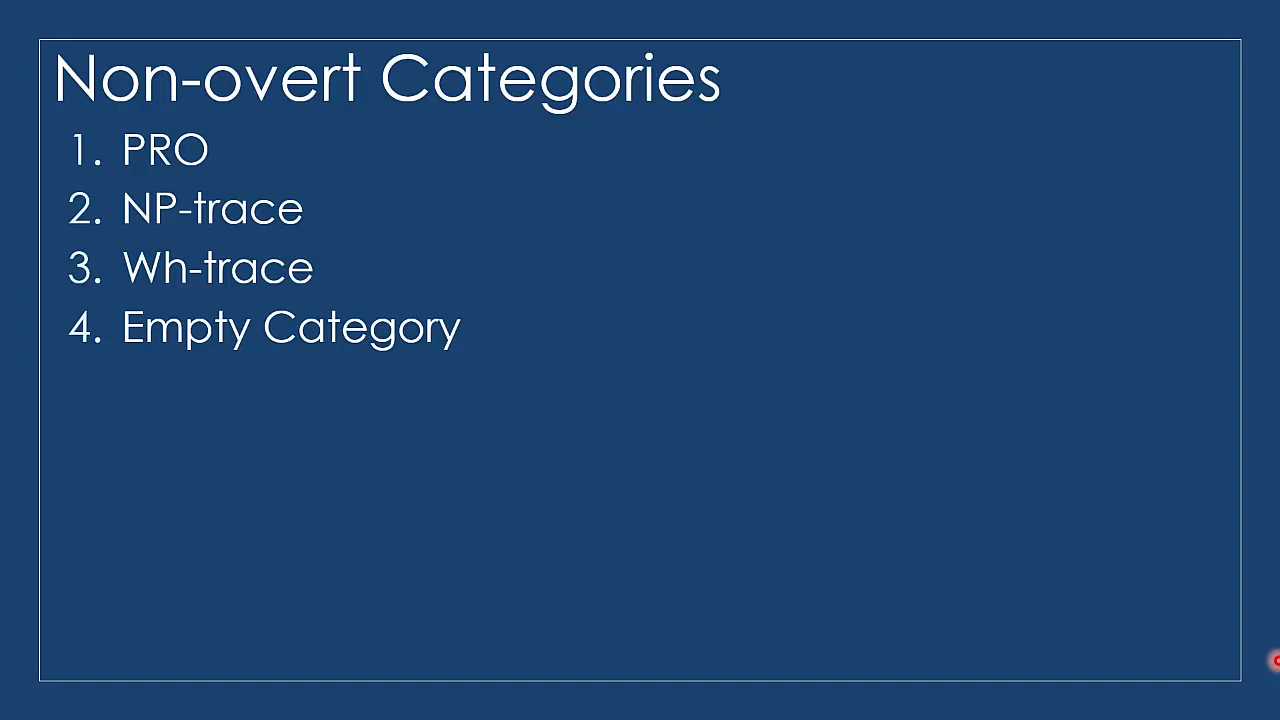 Non-overt Categories
1. PRO
2. NP-trace
3. Wh-trace
4. Empty Category